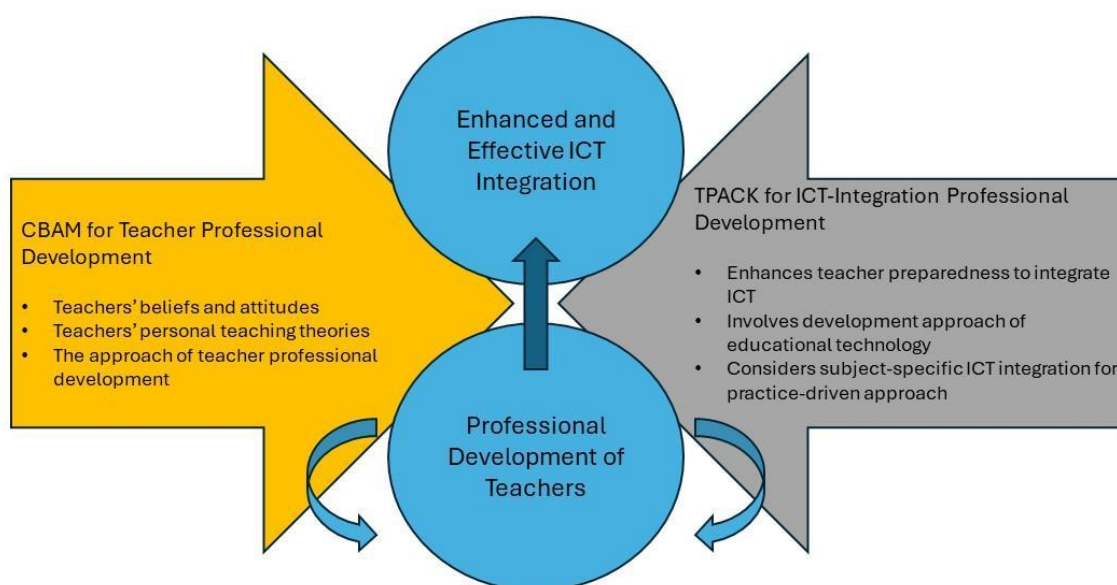 Enhanced and
Effective ICT
Integration
CBAM for Teacher Professional
Development
• Teachers’ beliefs and attitudes
• Teachers’ personal teaching theories
• The approach of teacher professional
development
TPACK for ICT-Integration Professional
Development
• Enhances teacher preparedness to integrate
ICT
• Involves development approach of
educational technology
• Considers subject-specific ICT integration for
practice-driven approach
Professional
Development of
Teachers